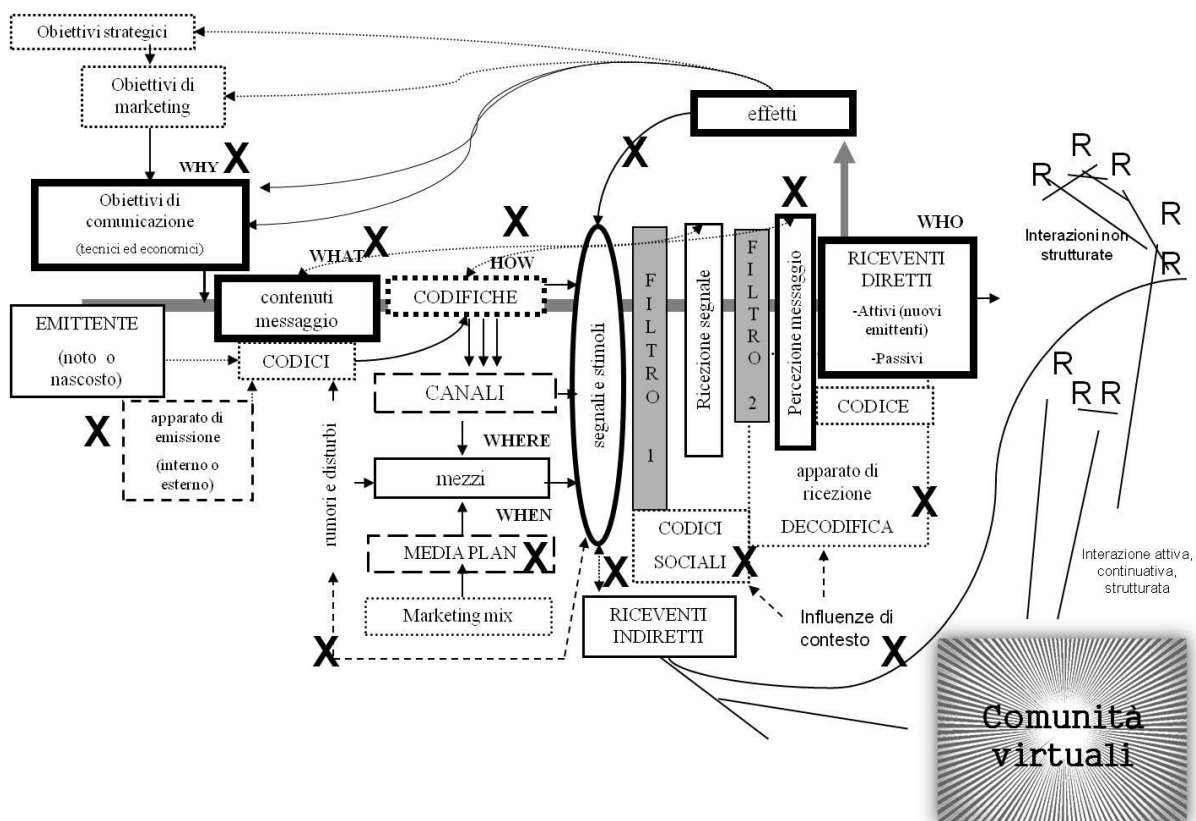 Obiettivi strategici
Obiettivi di
marketing
WHY
X
Obiettivi di
comunicazione
(tecnici ed economici)
effetti
X
X
X
X
WHAT
HOW
WHO
contenuti
messaggio
CODIFICHE
EMITTENTE
(noto o
nascosto)
CODICI
X
apparato di
emissione
(interno o
esterno)
rumori e disturbi
X
CANALI
WHERE
mezzi
WHEN
MEDIA PLAN
X
Marketing mix
segnali e stimoli
X
RICEVENTI
INDIRETTI
FILTRO 1
Ricezione segnale
FILTRO 2
Percezione messaggio
CODICI
SOCIALI
X
RICEVENTI
DIRETTI
-Attivi (nuovi
emittenti)
-Passivi
CODICE
apparato di
ricezione
X
DECODIFICA
Influenze di
contesto
X
R
R
R
R
R
Interazioni non
strutturate
R
R R
Interazione attiva,
continuativa,
strutturata
Comunità
virtuali